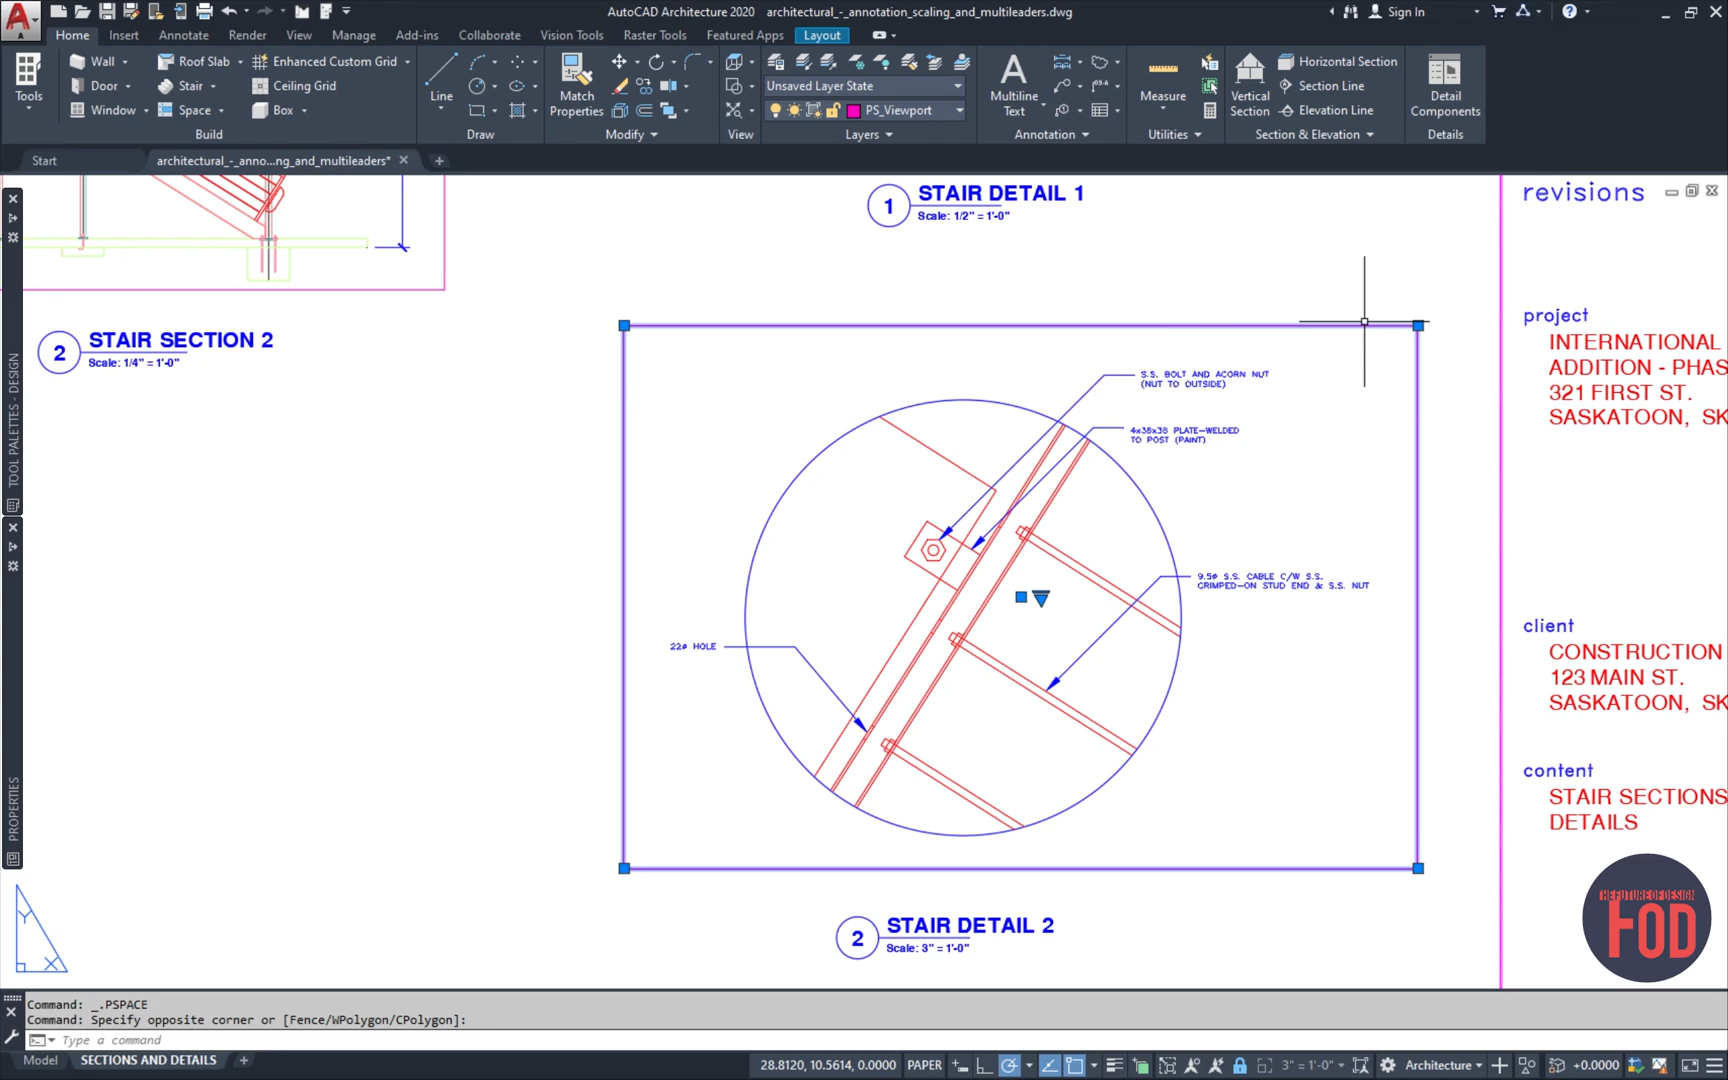 AutoCAD Architecture 2020 architectural_-_annotation_scaling_and_multileaders.dwg
Sign In
Home Insert Annotate Render View Manage Add-ins Collaborate Vision Tools Raster Tools Featured Apps Layout
Tools
Wall
Door
Window
Roof Slab
Stair
Space
Enhanced Custom Grid
Ceiling Grid
Box
Build
Line
Draw
Match
Properties
Modify
View
Unsaved Layer State
PS_Viewport
Layers
Multiline
Text
Annotation
Measure
Utilities
Vertical
Section
Horizontal Section
Section Line
Elevation Line
Section & Elevation
Detail
Components
Details
Start
architectural_-_anno...ng_and_multileaders*
TOOL PALETTES - DESIGN
PROPERTIES
1
STAIR DETAIL 1
Scale: 1/2" = 1'-0"
2
STAIR SECTION 2
Scale: 1/4" = 1'-0"
S.S. BOLT AND ACORN NUT
(NUT TO OUTSIDE)
4x38x38 PLATE-WELDED
TO POST (PAINT)
9.5ø S.S. CABLE C/W S.S.
CRIMPED-ON STUD END & S.S. NUT
22ø HOLE
2
STAIR DETAIL 2
Scale: 3" = 1'-0"
revisions
project
INTERNATIONAL
ADDITION - PHAS
321 FIRST ST.
SASKATOON, SK
client
CONSTRUCTION
123 MAIN ST.
SASKATOON, SK
content
STAIR SECTIONS
DETAILS
THE FUTURE OF DESIGN
FOD
Y
X
Command: _.PSPACE
Command: Specify opposite corner or [Fence/WPolygon/CPolygon]:
Type a command
Model SECTIONS AND DETAILS
28.8120, 10.5614, 0.0000 PAPER 3" = 1'-0" Architecture +0.0000